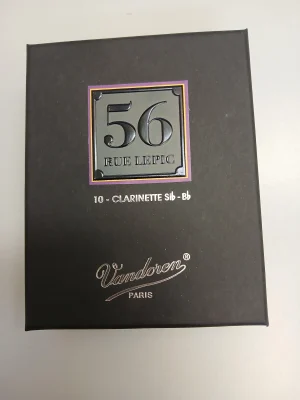 56
RUE LEPIC
10 - CLARINETTE Sib - Bb
Vandoren®
PARIS